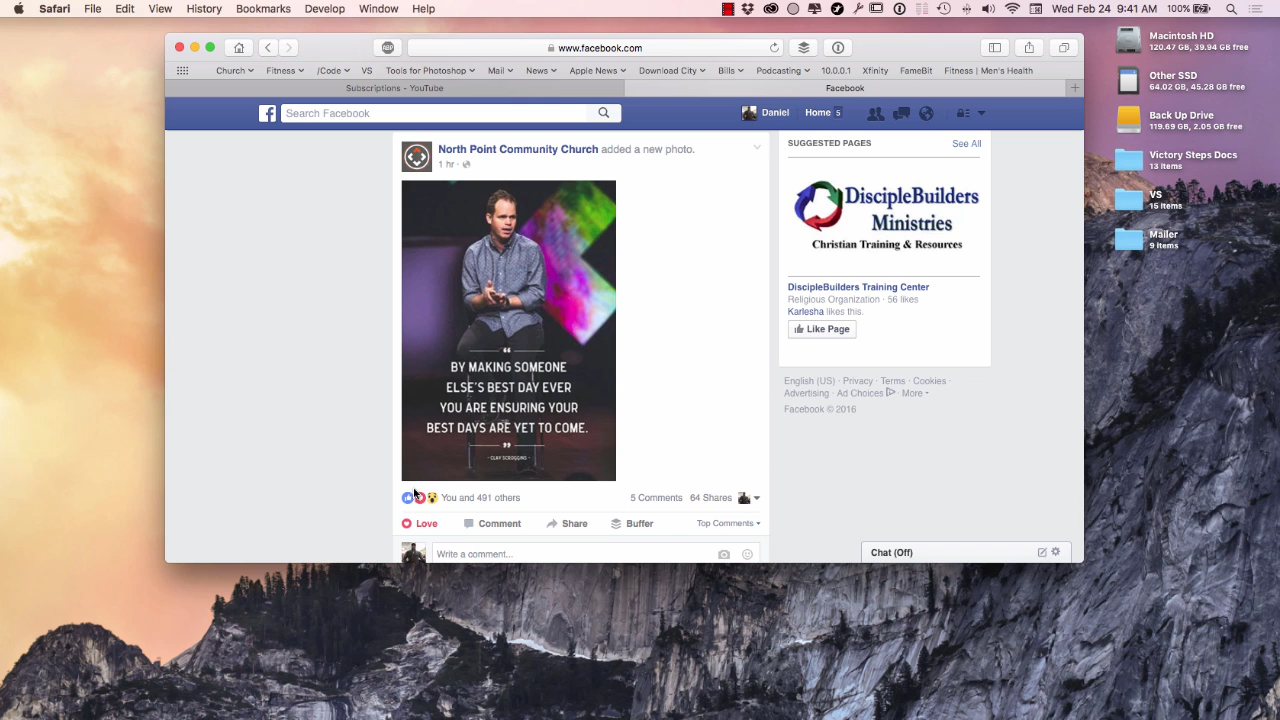 Safari File Edit View History Bookmarks Develop Window Help
Wed Feb 24 9:41 AM 100%
www.facebook.com
Church Fitness /Code VS Tools for Photoshop Mail News Apple News Download City Bills Podcasting 10.0.0.1 Xfinity FameBit Fitness | Men's Health
Subscriptions - YouTube
Facebook
Search Facebook
Daniel
Home 5
North Point Community Church added a new photo.
1 hr ·
“
BY MAKING SOMEONE
ELSE'S BEST DAY EVER
YOU ARE ENSURING YOUR
BEST DAYS ARE YET TO COME.
”
- CLAY SCROGGINS -
You and 491 others
5 Comments 64 Shares
Love Comment Share Buffer Top Comments
Write a comment...
SUGGESTED PAGES See All
DiscipleBuilders
Ministries
Christian Training & Resources
DiscipleBuilders Training Center
Religious Organization · 56 likes
Karlesha likes this.
Like Page
English (US) · Privacy · Terms · Cookies ·
Advertising · Ad Choices · More
Facebook © 2016
Chat (Off)
Macintosh HD
120.47 GB, 39.94 GB free
Other SSD
64.02 GB, 45.28 GB free
Back Up Drive
119.69 GB, 2.05 GB free
Victory Steps Docs
13 items
VS
15 items
Mailer
9 items